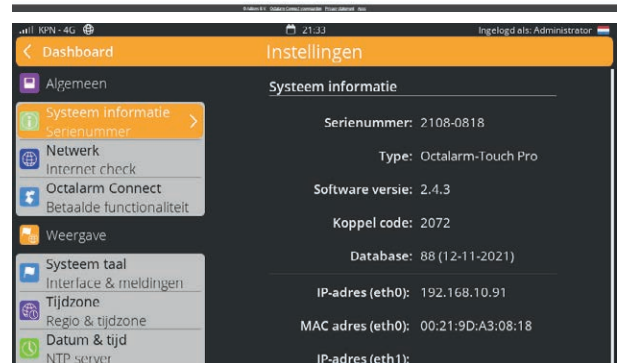 .ııll KPN - 4G
21:33
Ingelogd als: Administrator
Dashboard
Instellingen
Algemeen
Systeem informatie
Serienummer
Netwerk
Internet check
Octalarm Connect
Betaalde functionaliteit
Weergave
Systeem taal
Interface & meldingen
Tijdzone
Regio & tijdzone
Datum & tijd
NTP server
Systeem informatie
Serienummer: 2108-0818
Type: Octalarm-Touch Pro
Software versie: 2.4.3
Koppel code: 2072
Database: 88 (12-11-2021)
IP-adres (eth0): 192.168.10.91
MAC adres (eth0): 00:21:9D:A3:08:18
IP-adres (eth1):